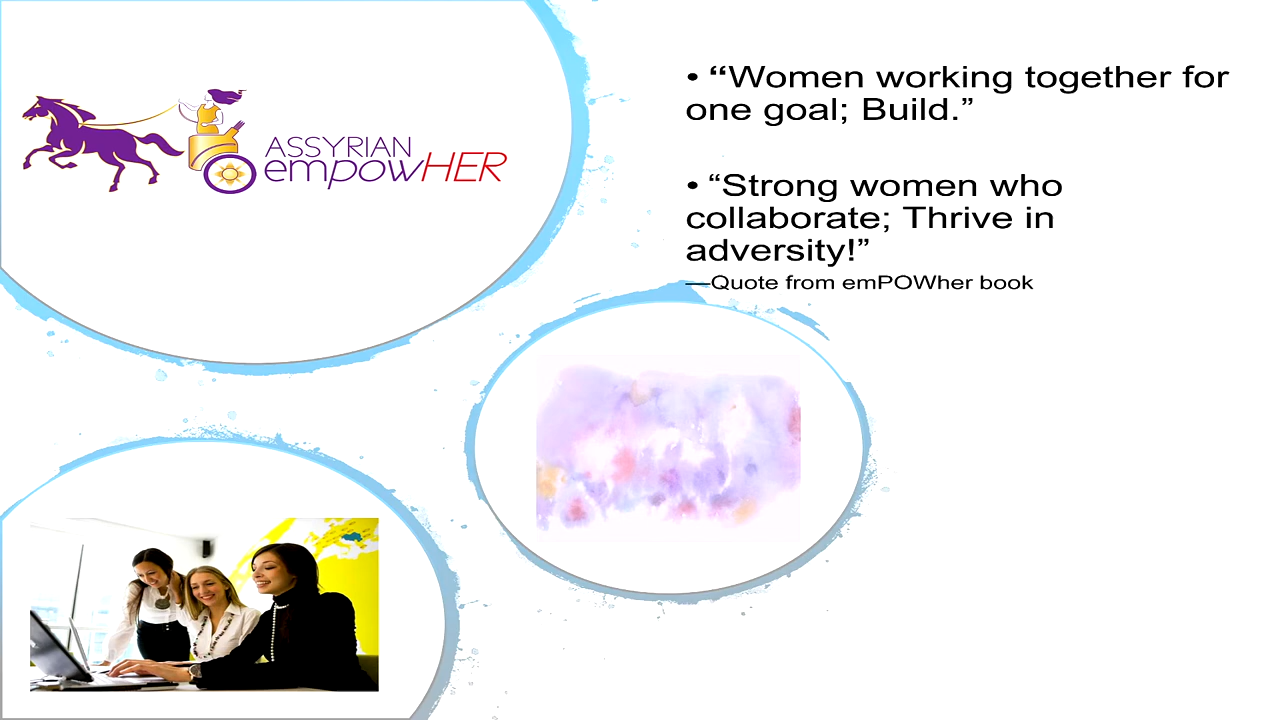 ASSYRIAN
empowHER
• “Women working together for
one goal; Build.”
• “Strong women who
collaborate; Thrive in
adversity!”
—Quote from emPOWher book